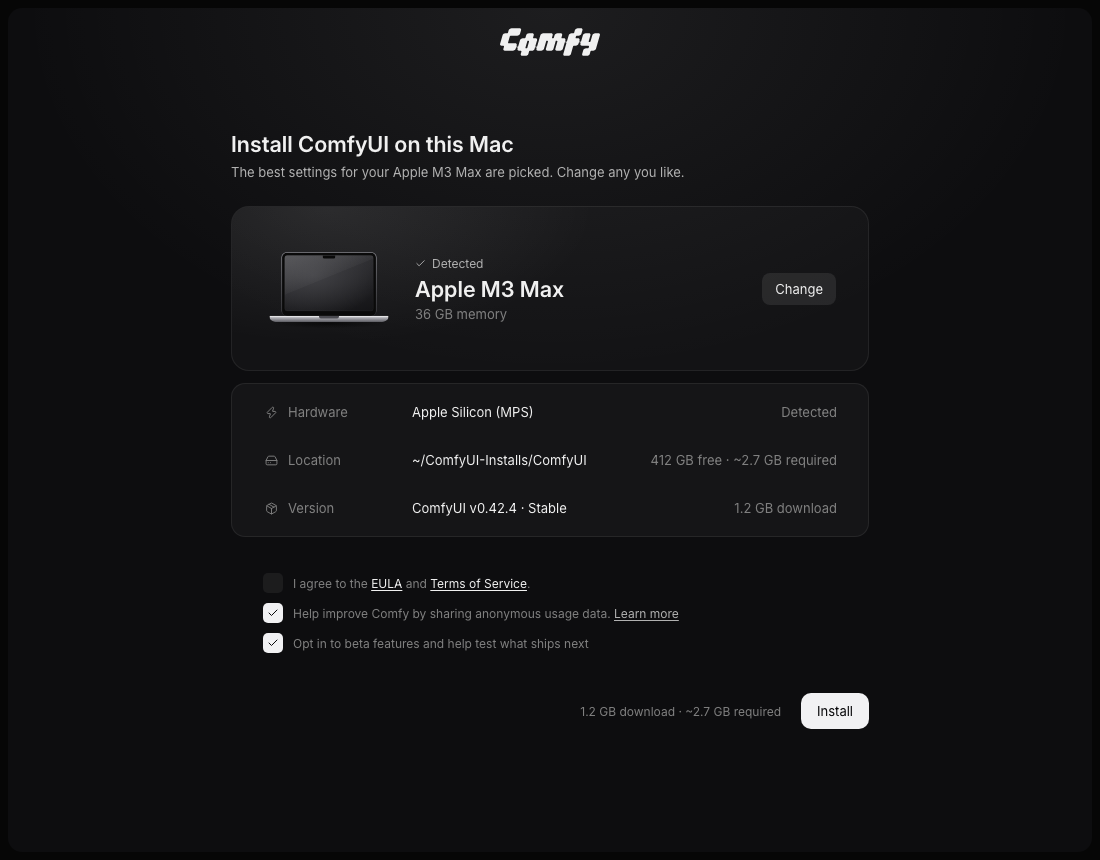 Comfy
Install ComfyUI on this Mac
The best settings for your Apple M3 Max are picked. Change any you like.
Detected
Apple M3 Max
36 GB memory
Change
Hardware Apple Silicon (MPS) Detected
Location ~/ComfyUI-Installs/ComfyUI 412 GB free · ~2.7 GB required
Version ComfyUI v0.42.4 · Stable 1.2 GB download
I agree to the EULA and Terms of Service.
Help improve Comfy by sharing anonymous usage data. Learn more
Opt in to beta features and help test what ships next
1.2 GB download · ~2.7 GB required Install